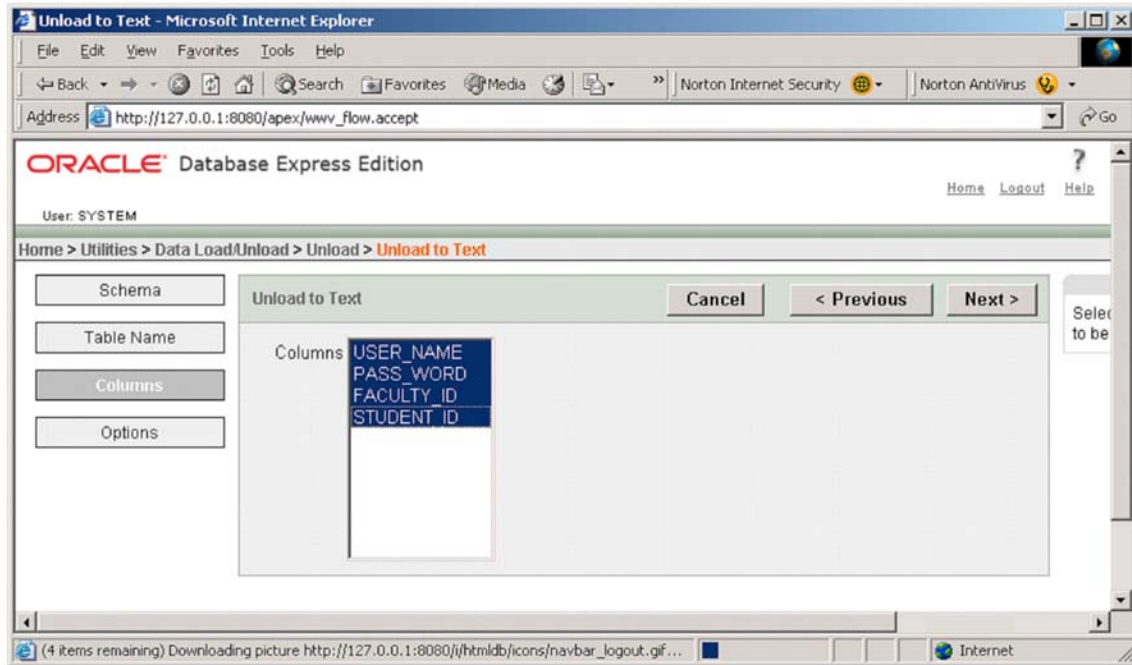 Unload to Text - Microsoft Internet Explorer
File Edit View Favorites Tools Help
Back Search Favorites Media » Norton Internet Security Norton AntiVirus
Address http://127.0.0.1:8080/apex/wwv_flow.accept Go
ORACLE® Database Express Edition
?
Home Logout Help
User: SYSTEM
Home > Utilities > Data Load/Unload > Unload > Unload to Text
Schema
Unload to Text Cancel < Previous Next >
Selec
to be
Table Name
Columns USER_NAME
PASS_WORD
FACULTY_ID
STUDENT_ID
Columns
Options
(4 items remaining) Downloading picture http://127.0.0.1:8080/i/htmldb/icons/navbar_logout.gif... Internet